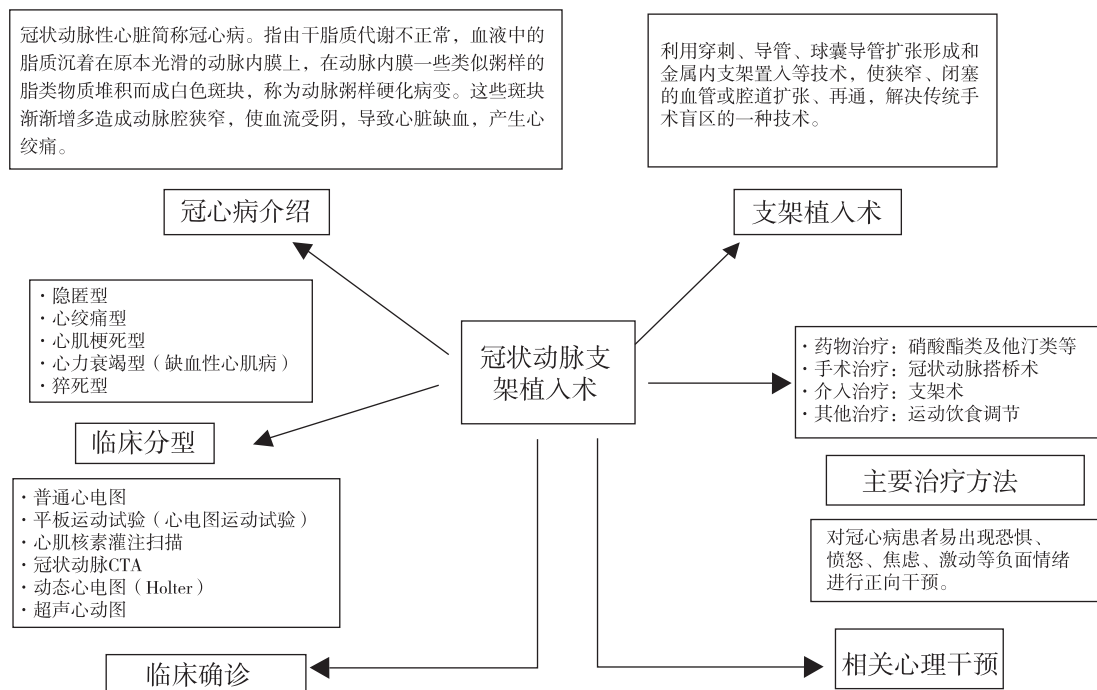 冠状动脉性心脏简称冠心病。指由于脂质代谢不正常，血液中的
脂质沉着在原本光滑的动脉内膜上，在动脉内膜一些类似粥样的
脂类物质堆积而成白色斑块，称为动脉粥样硬化病变。这些斑块
渐渐增多造成动脉腔狭窄，使血流受阴，导致心脏缺血，产生心
绞痛。
冠心病介绍
利用穿刺、导管、球囊导管扩张形成和
金属内支架置入等技术，使狭窄、闭塞
的血管或腔道扩张、再通，解决传统手
术盲区的一种技术。
支架植入术
·隐匿型
·心绞痛型
·心肌梗死型
·心力衰竭型（缺血性心肌病）
·猝死型
临床分型
冠状动脉支
架植入术
·药物治疗：硝酸酯类及他汀类等
·手术治疗：冠状动脉搭桥术
·介入治疗：支架术
·其他治疗：运动饮食调节
主要治疗方法
·普通心电图
·平板运动试验（心电图运动试验）
·心肌核素灌注扫描
·冠状动脉CTA
·动态心电图（Holter）
·超声心动图
临床确诊
对冠心病患者易出现恐惧、
愤怒、焦虑、激动等负面情绪
进行正向干预。
相关心理干预